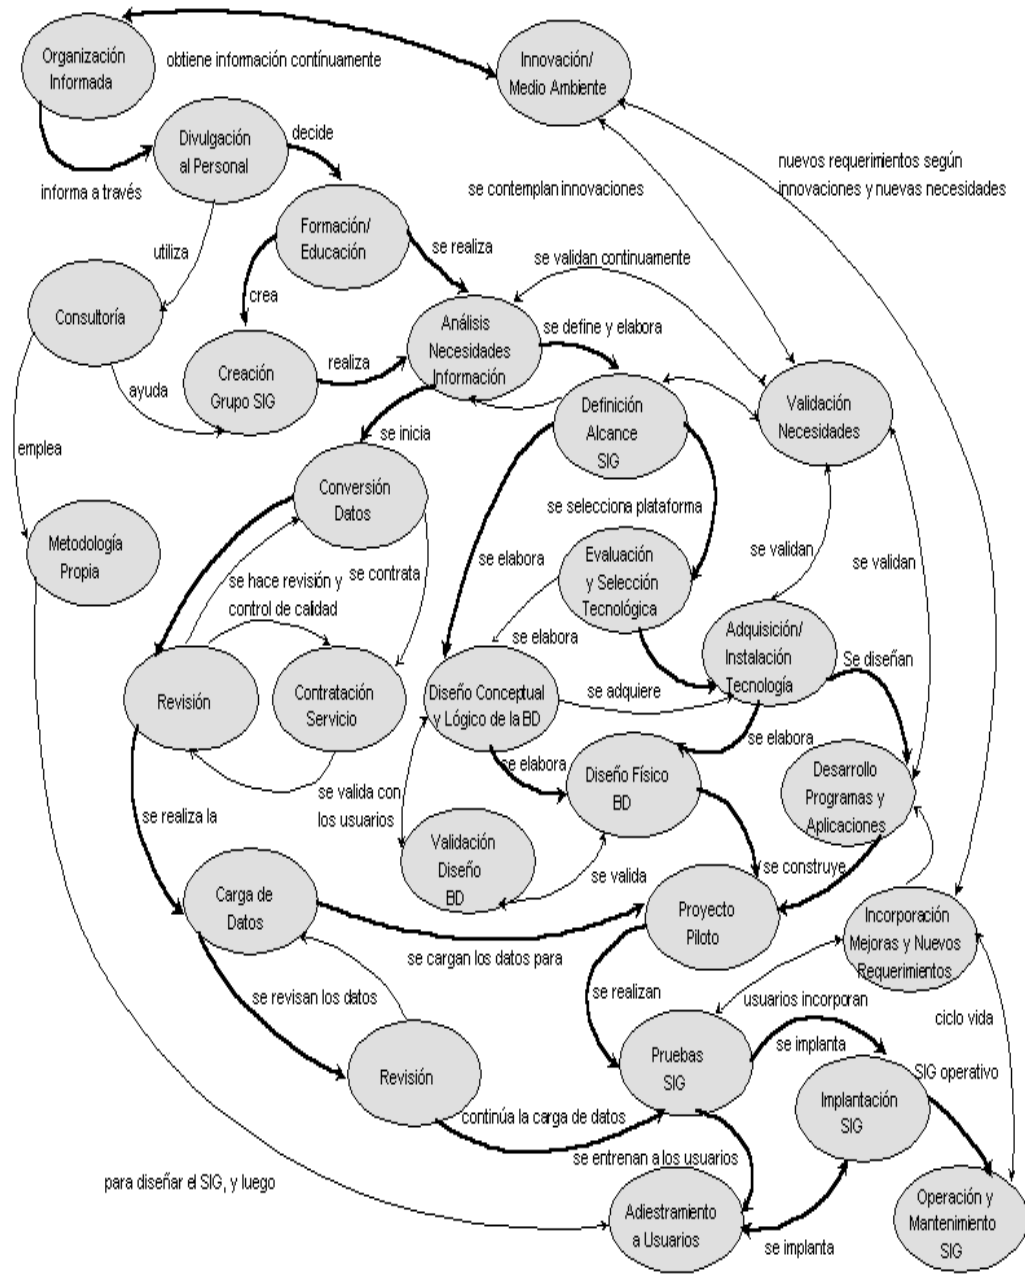 Organización
Informada
obtiene información contínuamente
Innovación/
Medio Ambiente
Divulgación
al Personal
decide
informa a través
nuevos requerimientos según
innovaciones y nuevas necesidades
se contemplan innovaciones
Formación/
Educación
se realiza
utiliza
se validan continuamente
crea
Consultoría
Análisis
Necesidades
Información
se define y elabora
realiza
Creación
Grupo SIG
ayuda
Definición
Alcance
SIG
Validación
Necesidades
se inicia
emplea
Conversión
Datos
se selecciona plataforma
Metodología
Propia
se elabora
Evaluación
y Selección
Tecnológica
se validan
se validan
se hace revisión y
control de calidad
se contrata
se elabora
Adquisición/
Instalación
Tecnología
Se diseñan
Revisión
Contratación
Servicio
Diseño Conceptual
y Lógico de la BD
se adquiere
se elabora
se elabora
Diseño Físico
BD
Desarrollo
Programas y
Aplicaciones
se valida con
los usuarios
se realiza la
Validación
Diseño
BD
se valida
se construye
Carga de
Datos
Proyecto
Piloto
Incorporación
Mejoras y Nuevos
Requerimientos
se cargan los datos para
se revisan los datos
se realizan
usuarios incorporan
ciclo vida
se implanta
Revisión
Pruebas
SIG
SIG operativo
Implantación
SIG
continúa la carga de datos
se entrenan a los usuarios
para diseñar el SIG, y luego
Adiestramiento
a Usuarios
se implanta
Operación y
Mantenimiento
SIG